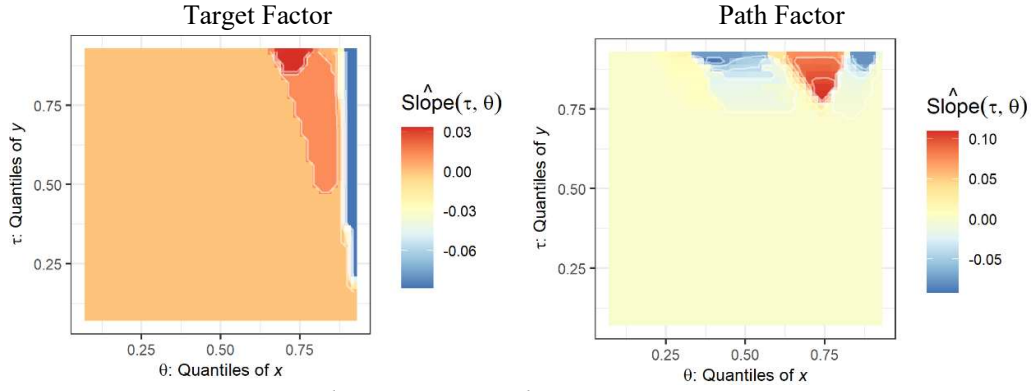 Target Factor
0.75
0.50
0.25
0.25
0.50
0.75
τ: Quantiles of y
θ: Quantiles of x
Slope^(τ, θ)
0.03
0.00
-0.03
-0.06
Path Factor
0.75
0.50
0.25
0.25
0.50
0.75
τ: Quantiles of y
θ: Quantiles of x
Slope^(τ, θ)
0.10
0.05
0.00
-0.05